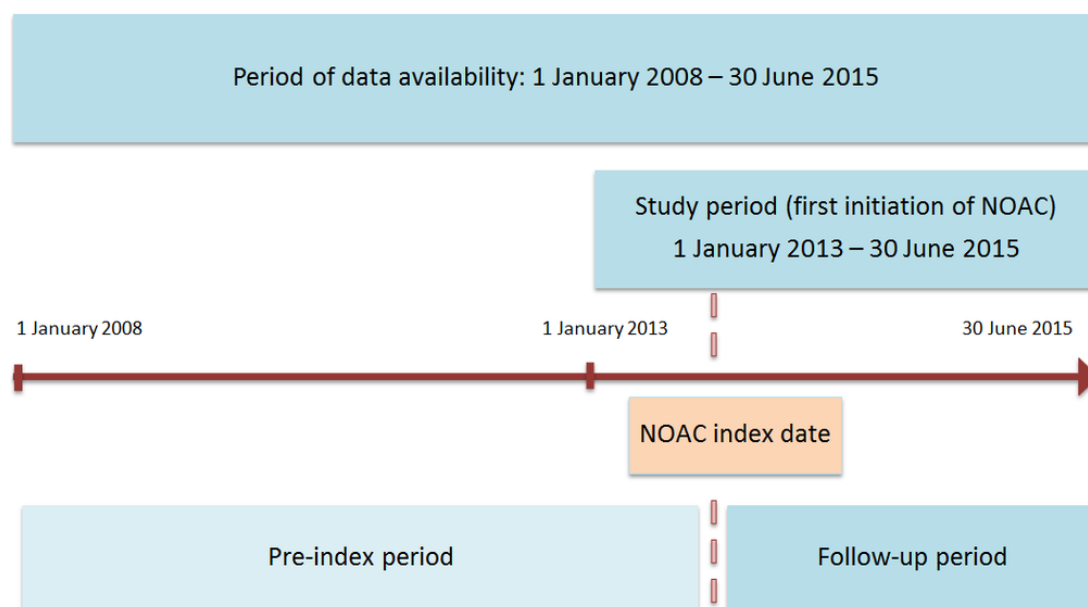 Period of data availability: 1 January 2008 – 30 June 2015
Study period (first initiation of NOAC)
1 January 2013 – 30 June 2015
1 January 2008
1 January 2013
30 June 2015
NOAC index date
Pre-index period
Follow-up period